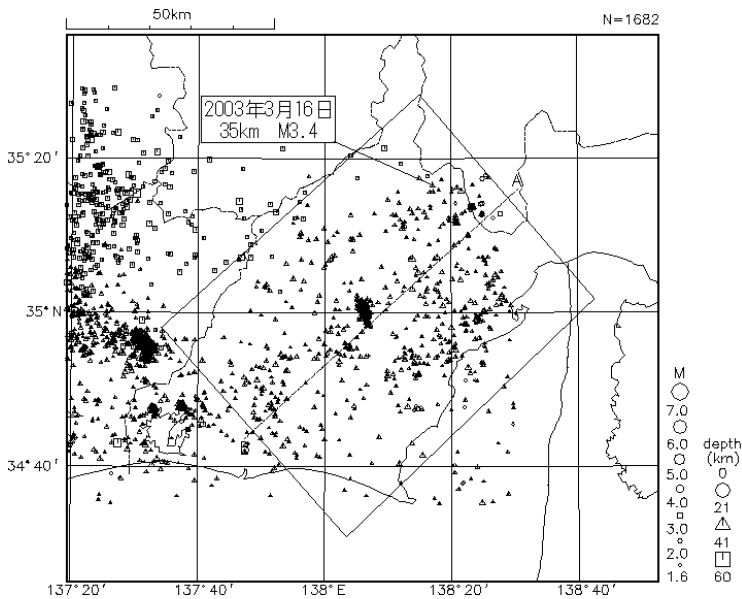 50km
N=1682
2003年3月16日
35km M3.4
35°20′
A
35°N
34°40′
B
137°20′ 137°40′ 138°E 138°20′ 138°40′
M
7.0
6.0
5.0
4.0
3.0
2.0
1.6
depth
(km)
0
21
41
60